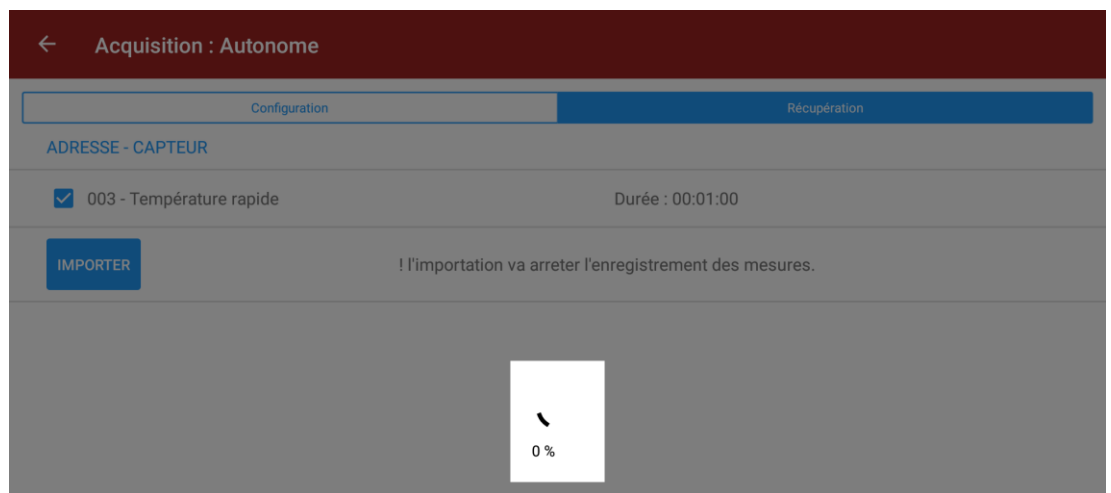 Acquisition : Autonome
Configuration
Récupération
ADRESSE - CAPTEUR
003 - Température rapide
Durée : 00:01:00
IMPORTER
! l'importation va arreter l'enregistrement des mesures.
0 %